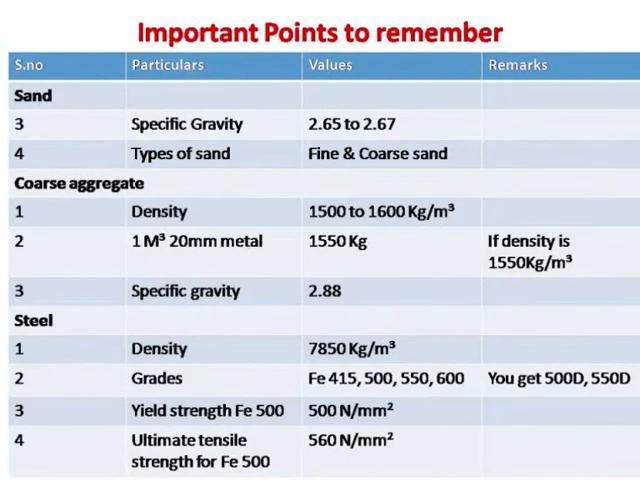 Important Points to remember
S.no Particulars Values Remarks
Sand
3 Specific Gravity 2.65 to 2.67
4 Types of sand Fine & Coarse sand
Coarse aggregate
1 Density 1500 to 1600 Kg/m³
2 1 M³ 20mm metal 1550 Kg If density is
1550Kg/m³
3 Specific gravity 2.88
Steel
1 Density 7850 Kg/m³
2 Grades Fe 415, 500, 550, 600 You get 500D, 550D
3 Yield strength Fe 500 500 N/mm²
4 Ultimate tensile 560 N/mm²
strength for Fe 500